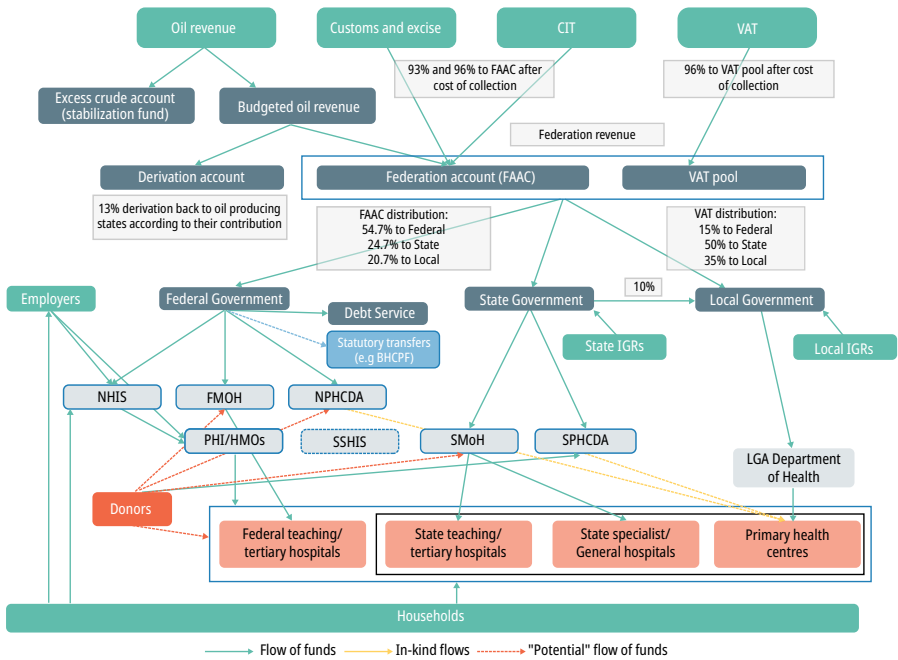 Oil revenue
Customs and excise
CIT
VAT
93% and 96% to FAAC after
cost of collection
96% to VAT pool after cost
of collection
Excess crude account
(stabilization fund)
Budgeted oil revenue
Federation revenue
Derivation account
Federation account (FAAC)
VAT pool
13% derivation back to oil producing
states according to their contribution
FAAC distribution:
54.7% to Federal
24.7% to State
20.7% to Local
VAT distribution:
15% to Federal
50% to State
35% to Local
Employers
Federal Government
State Government
10%
Local Government
Debt Service
Statutory transfers
(e.g BHCPF)
State IGRs
Local IGRs
NHIS
FMOH
NPHCDA
PHI/HMOs
SSHIS
SMoH
SPHCDA
LGA Department
of Health
Donors
Federal teaching/
tertiary hospitals
State teaching/
tertiary hospitals
State specialist/
General hospitals
Primary health
centres
Households
Flow of funds
In-kind flows
"Potential" flow of funds